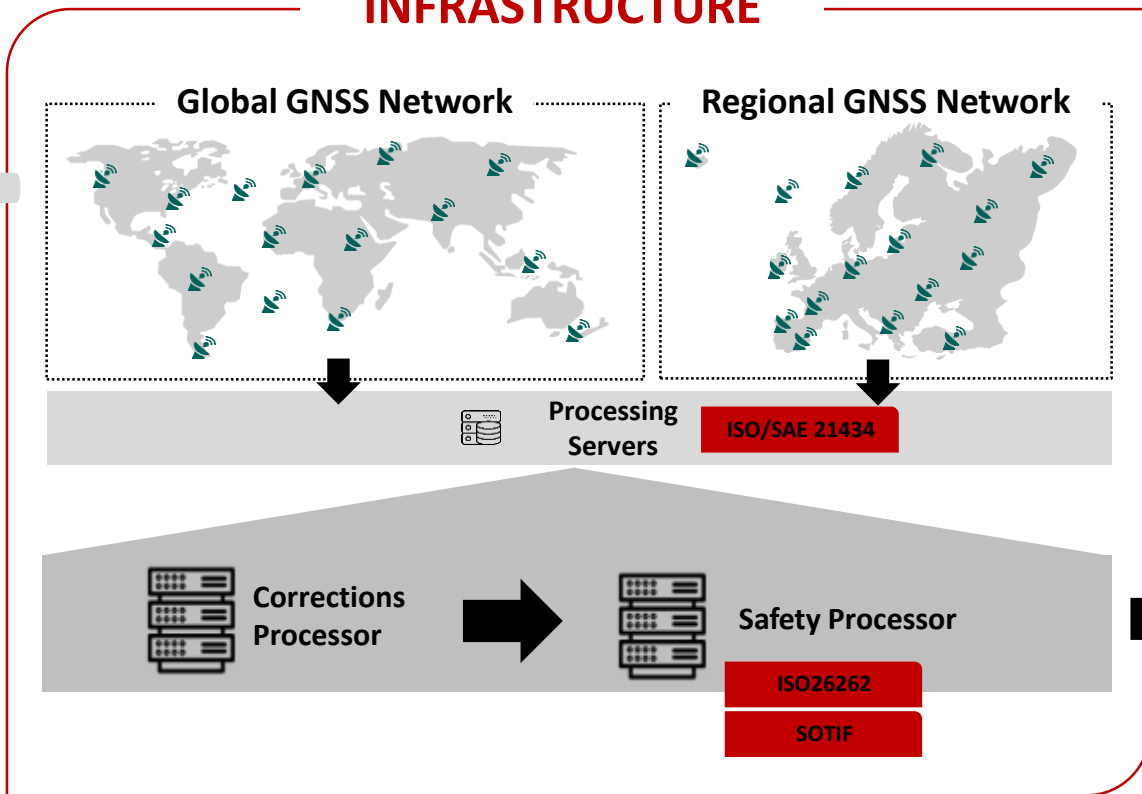 INFRASTRUCTURE
Global GNSS Network
Regional GNSS Network
Processing
Servers
ISO/SAE 21434
Corrections
Processor
Safety Processor
ISO26262
SOTIF